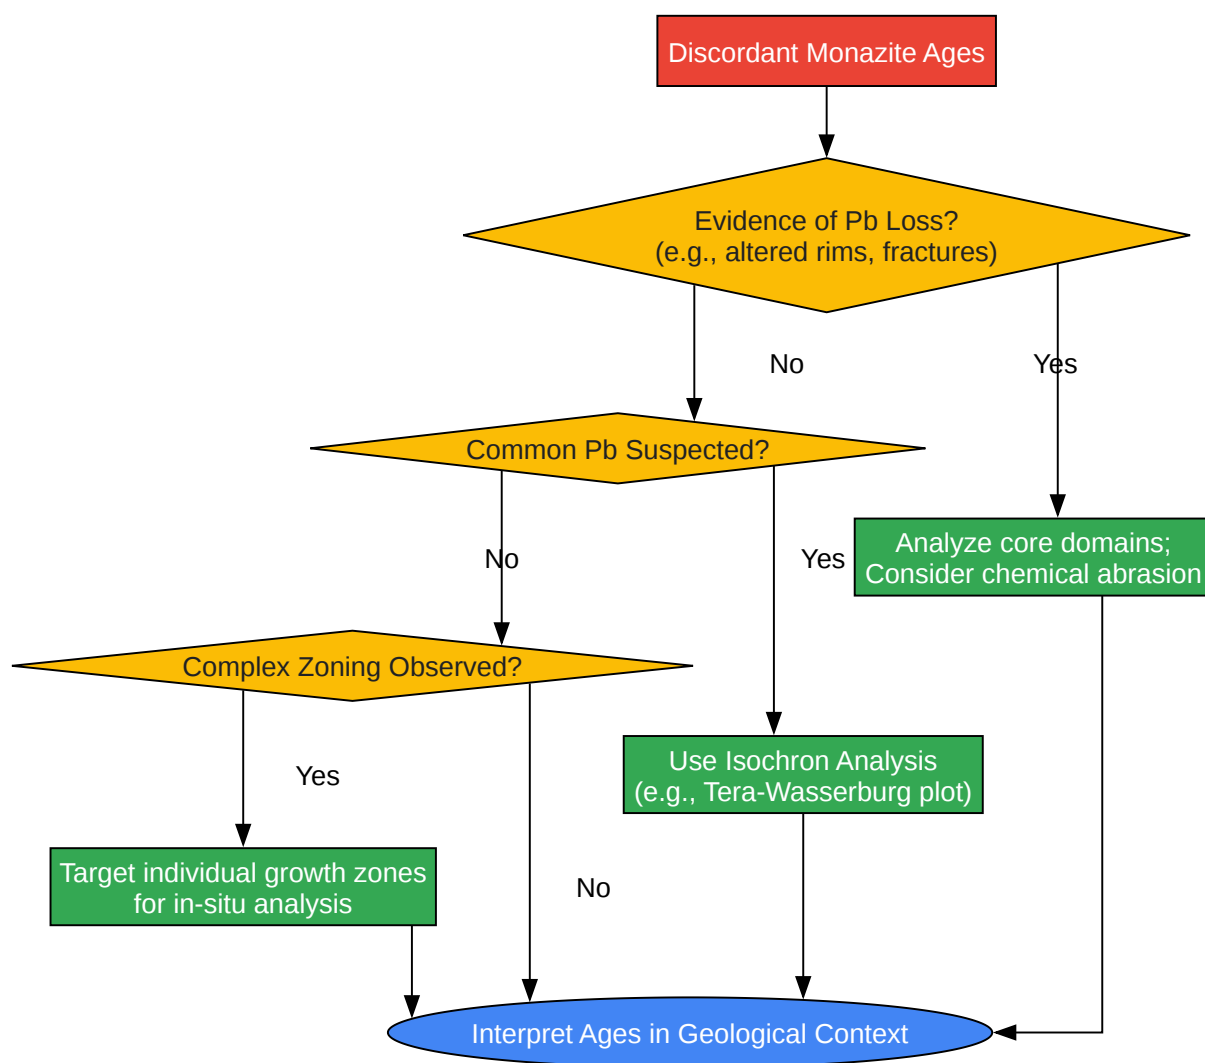 Discordant Monazite Ages
Evidence of Pb Loss?
(e.g., altered rims, fractures)
No
Yes
Common Pb Suspected?
Analyze core domains;
Consider chemical abrasion
No
Yes
Complex Zoning Observed?
Use Isochron Analysis
(e.g., Tera-Wasserburg plot)
Yes
Target individual growth zones
for in-situ analysis
No
Interpret Ages in Geological Context